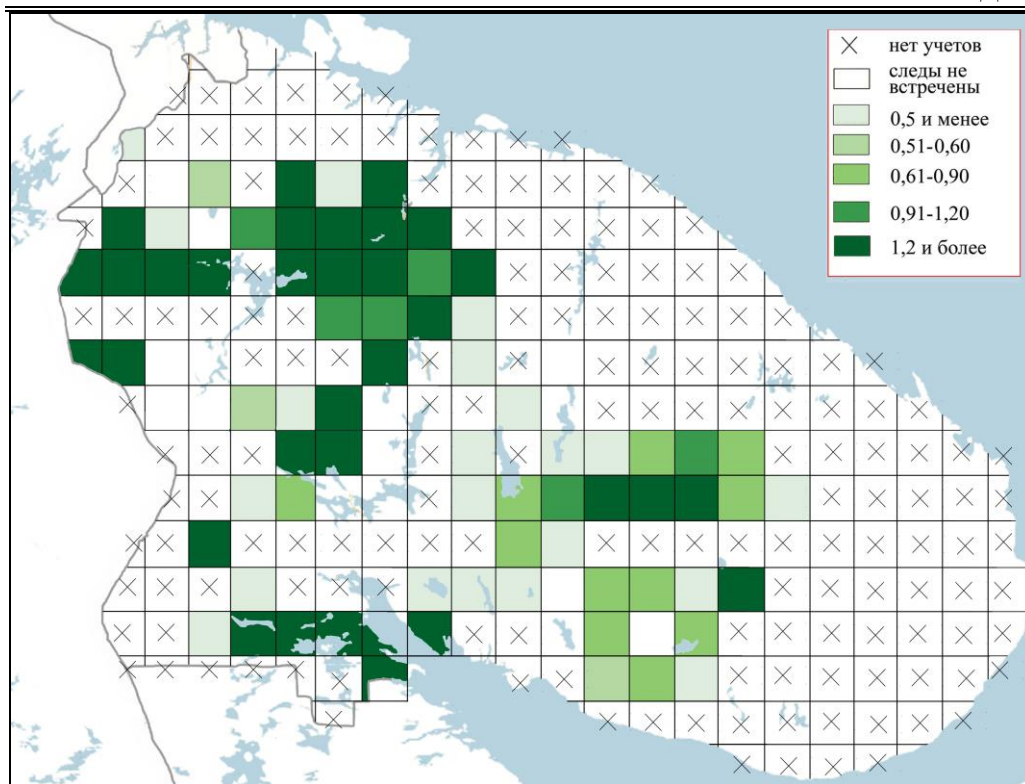 нет учетов
следы не
встречены
0,5 и менее
0,51-0,60
0,61-0,90
0,91-1,20
1,2 и более